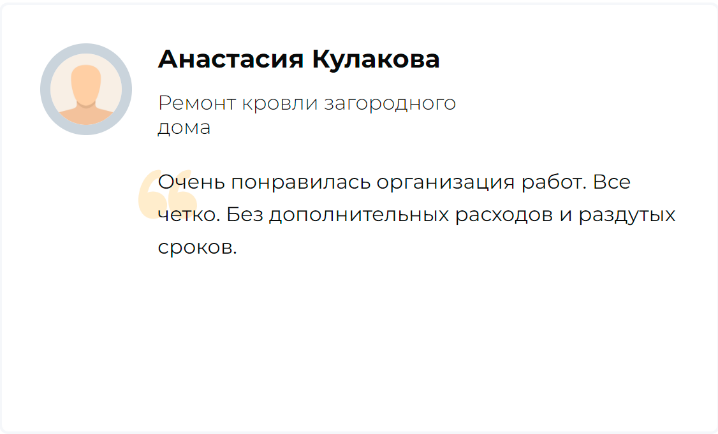 Анастасия Кулакова
Ремонт кровли загородного
дома
Очень понравилась организация работ. Все
четко. Без дополнительных расходов и раздутых
сроков.